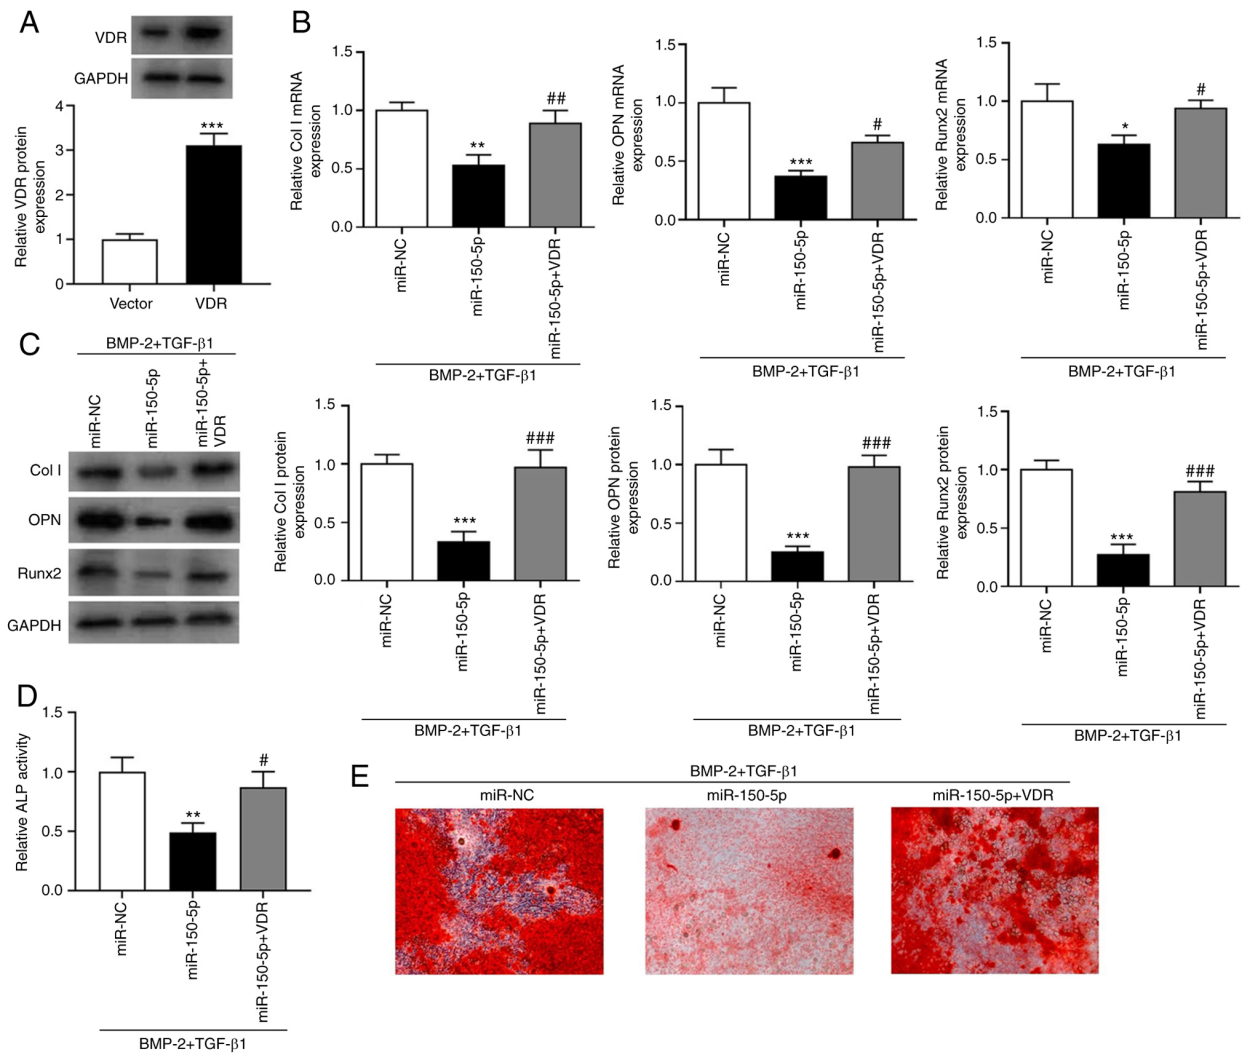 A
VDR
GAPDH
Relative VDR protein
expression
4
3
2
1
0
***
Vector
VDR
B
Relative Col I mRNA
expression
1.5
1.0
0.5
0.0
**
##
miR-NC
miR-150-5p
miR-150-5p+VDR
BMP-2+TGF-β1
Relative OPN mRNA
expression
1.5
1.0
0.5
0.0
***
#
miR-NC
miR-150-5p
miR-150-5p+VDR
BMP-2+TGF-β1
Relative Runx2 mRNA
expression
1.5
1.0
0.5
0.0
*
#
miR-NC
miR-150-5p
miR-150-5p+VDR
BMP-2+TGF-β1
C
BMP-2+TGF-β1
miR-NC
miR-150-5p
miR-150-5p+
VDR
Col I
OPN
Runx2
GAPDH
Relative Col I protein
expression
1.5
1.0
0.5
0.0
***
###
miR-NC
miR-150-5p
miR-150-5p+VDR
BMP-2+TGF-β1
Relative OPN protein
expression
1.5
1.0
0.5
0.0
***
###
miR-NC
miR-150-5p
miR-150-5p+VDR
BMP-2+TGF-β1
Relative Runx2 protein
expression
1.5
1.0
0.5
0.0
***
###
miR-NC
miR-150-5p
miR-150-5p+VDR
BMP-2+TGF-β1
D
Relative ALP activity
1.5
1.0
0.5
0.0
**
#
miR-NC
miR-150-5p
miR-150-5p+VDR
BMP-2+TGF-β1
E
BMP-2+TGF-β1
miR-NC
miR-150-5p
miR-150-5p+VDR